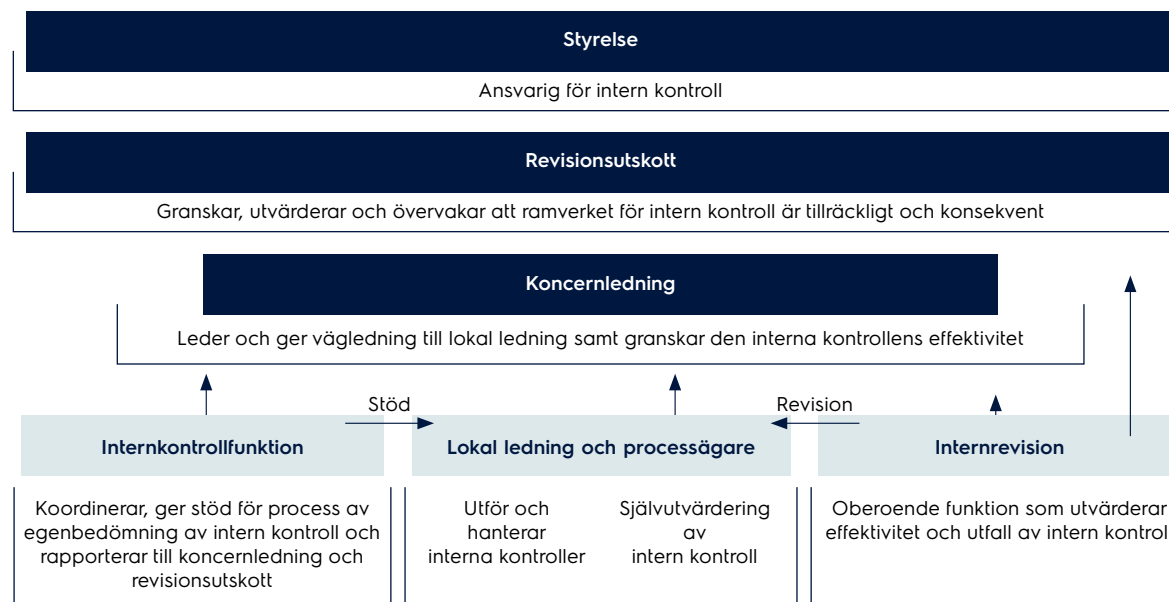 Styrelse
Ansvarig för intern kontroll
Revisionsutskott
Granskar, utvärderar och övervakar att ramverket för intern kontroll är tillräckligt och konsekvent
Koncernledning
Leder och ger vägledning till lokal ledning samt granskar den interna kontrollens effektivitet
Stöd
Revision
Internkontrollfunktion
Koordinerar, ger stöd för process av
egenbedömning av intern kontroll och
rapporterar till koncernledning och
revisionsutskott
Lokal ledning och processägare
Utför och
hanterar
interna kontroller
Självutvärdering
av
intern kontroll
Internrevision
Oberoende funktion som utvärderar
effektivitet och utfall av intern kontrol